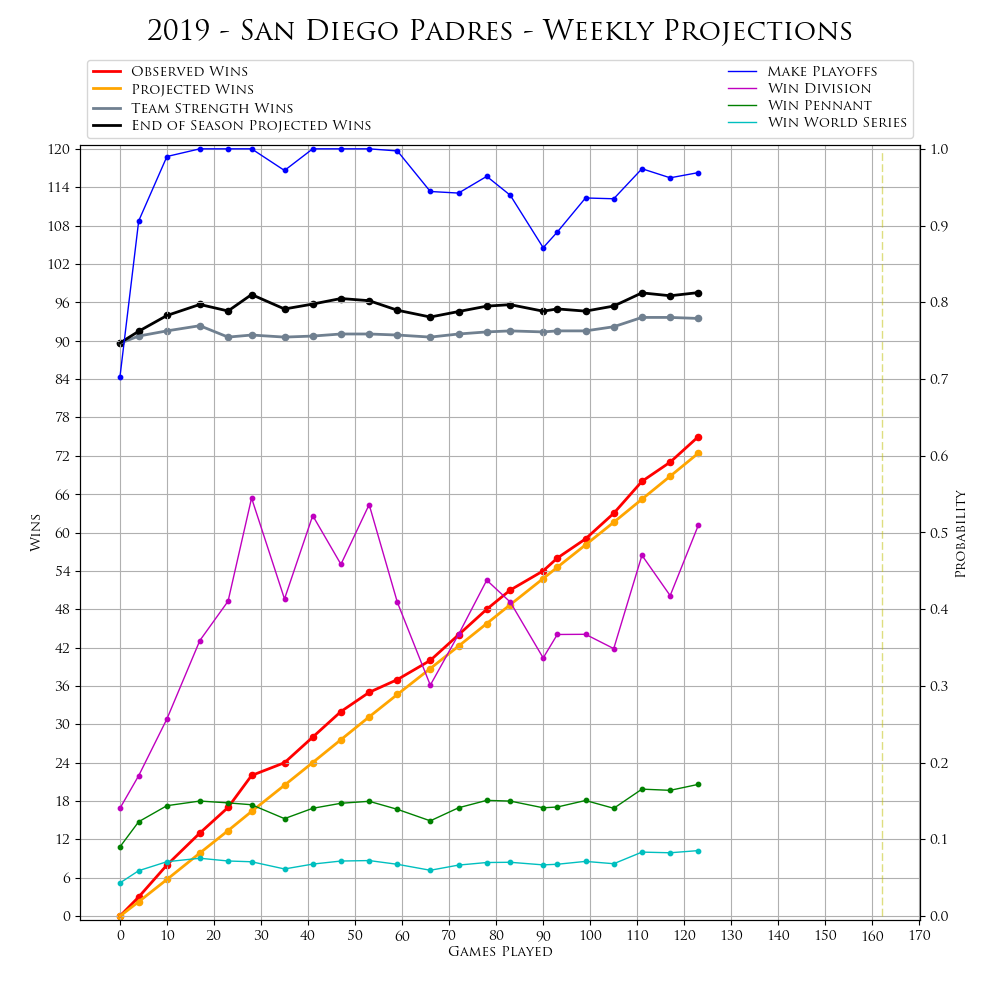 2019 - San Diego Padres - Weekly Projections
Observed Wins
Projected Wins
Team Strength Wins
End of Season Projected Wins
Make Playoffs
Win Division
Win Pennant
Win World Series
120
114
108
102
96
90
84
78
72
66
60
54
48
42
36
30
24
18
12
6
0
Wins
1.0
0.9
0.8
0.7
0.6
0.5
0.4
0.3
0.2
0.1
0.0
Probability
0 10 20 30 40 50 60 70 80 90 100 110 120 130 140 150 160 170
Games Played